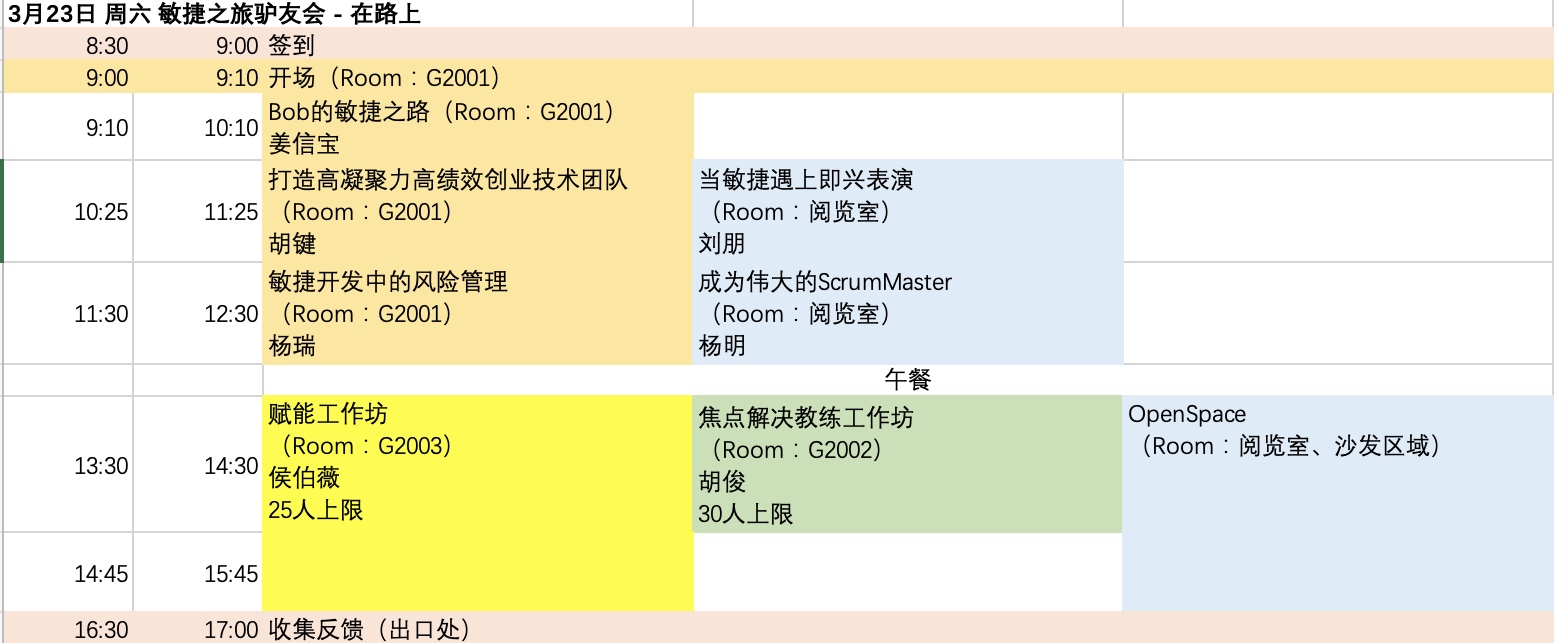 3月23日 周六 敏捷之旅驴友会 - 在路上
8:30 9:00 签到
9:00 9:10 开场（Room：G2001）
9:10 10:10 Bob的敏捷之路（Room：G2001）
姜信宝
10:25 11:25
打造高凝聚力高绩效创业技术团队
（Room：G2001）
胡键
当敏捷遇上即兴表演
（Room：阅览室）
刘朋
11:30 12:30
敏捷开发中的风险管理
（Room：G2001）
杨瑞
成为伟大的ScrumMaster
（Room：阅览室）
杨明
午餐
13:30 14:30
赋能工作坊
（Room：G2003）
侯伯薇
25人上限
焦点解决教练工作坊
（Room：G2002）
胡俊
30人上限
OpenSpace
（Room：阅览室、沙发区域）
14:45 15:45
16:30 17:00 收集反馈（出口处）